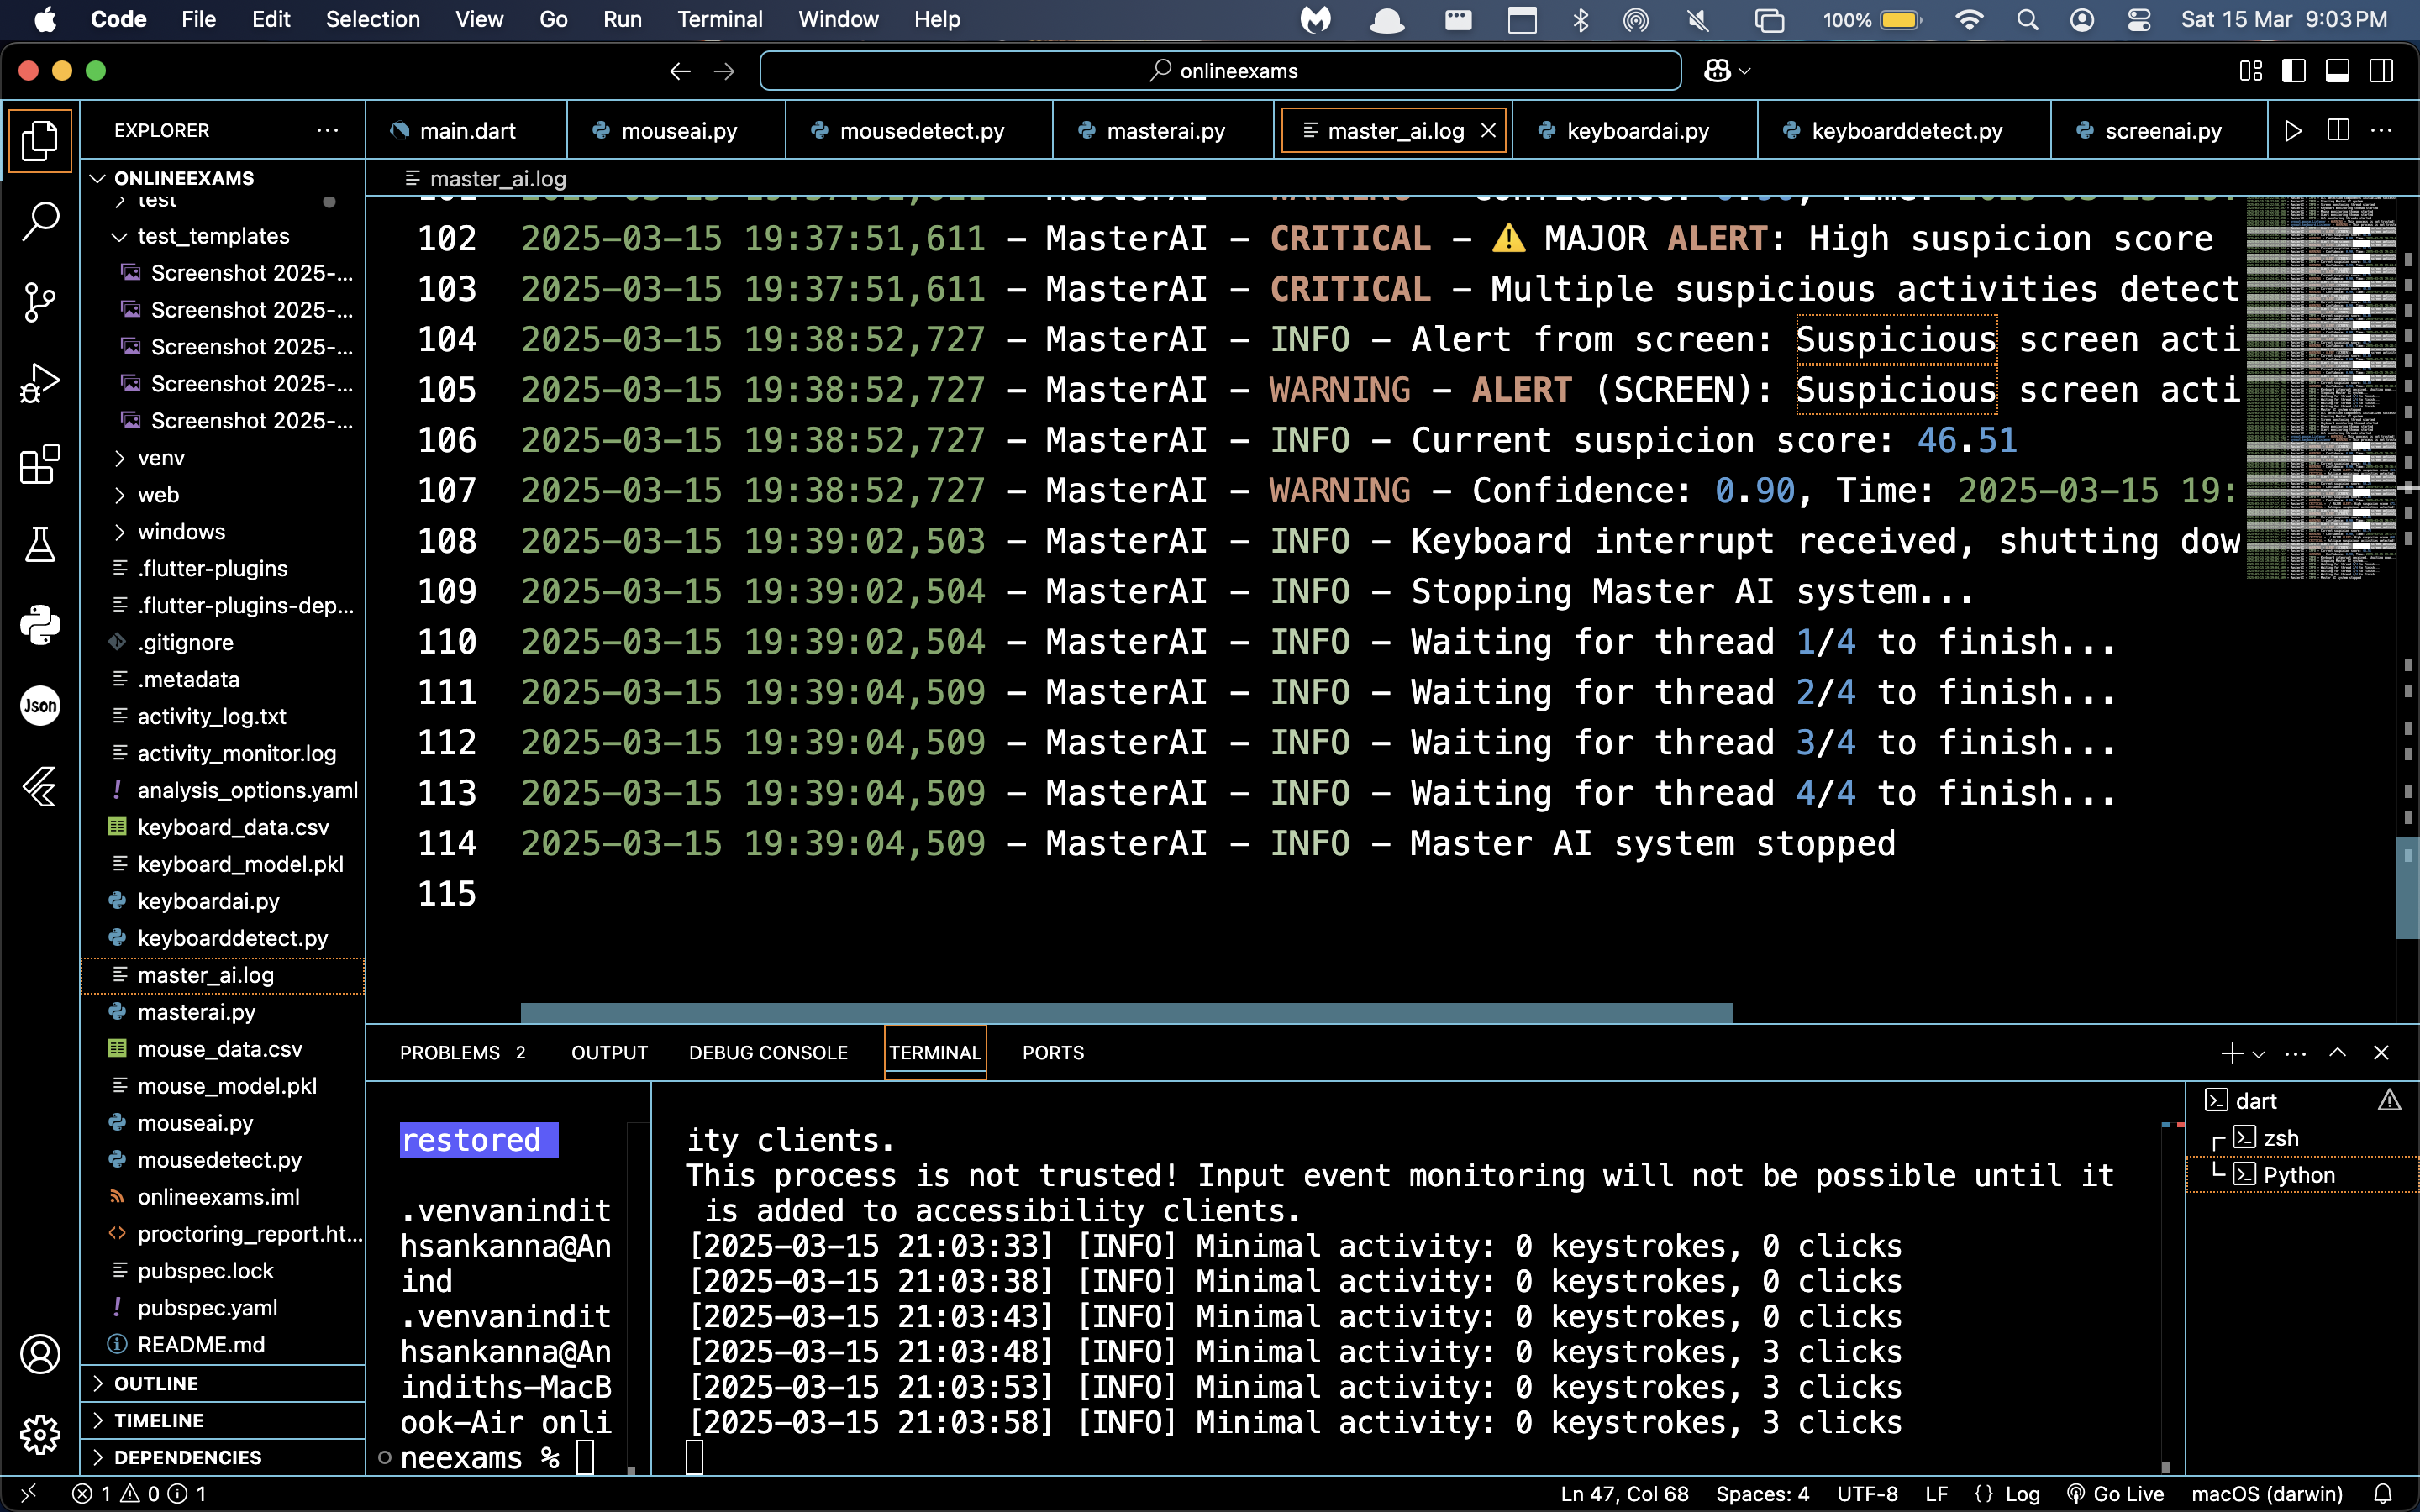 Code File Edit Selection View Go Run Terminal Window Help 100% Sat 15 Mar 9:03 PM
onlineexams
EXPLORER
main.dart mouseai.py mousedetect.py masterai.py master_ai.log keyboardai.py keyboarddetect.py screenai.py
master_ai.log
ONLINEEXAMS
test
test_templates
Screenshot 2025-...
Screenshot 2025-...
Screenshot 2025-...
Screenshot 2025-...
Screenshot 2025-...
venv
web
windows
.flutter-plugins
.flutter-plugins-dep...
.gitignore
.metadata
activity_log.txt
activity_monitor.log
analysis_options.yaml
keyboard_data.csv
keyboard_model.pkl
keyboardai.py
keyboarddetect.py
master_ai.log
masterai.py
mouse_data.csv
mouse_model.pkl
mouseai.py
mousedetect.py
onlineexams.iml
proctoring_report.ht...
pubspec.lock
pubspec.yaml
README.md
OUTLINE
TIMELINE
DEPENDENCIES
Json
102 2025-03-15 19:37:51,611 - MasterAI - CRITICAL - ⚠️ MAJOR ALERT: High suspicion score
103 2025-03-15 19:37:51,611 - MasterAI - CRITICAL - Multiple suspicious activities detect
104 2025-03-15 19:38:52,727 - MasterAI - INFO - Alert from screen: Suspicious screen acti
105 2025-03-15 19:38:52,727 - MasterAI - WARNING - ALERT (SCREEN): Suspicious screen acti
106 2025-03-15 19:38:52,727 - MasterAI - INFO - Current suspicion score: 46.51
107 2025-03-15 19:38:52,727 - MasterAI - WARNING - Confidence: 0.90, Time: 2025-03-15 19:
108 2025-03-15 19:39:02,503 - MasterAI - INFO - Keyboard interrupt received, shutting dow
109 2025-03-15 19:39:02,504 - MasterAI - INFO - Stopping Master AI system...
110 2025-03-15 19:39:02,504 - MasterAI - INFO - Waiting for thread 1/4 to finish...
111 2025-03-15 19:39:04,509 - MasterAI - INFO - Waiting for thread 2/4 to finish...
112 2025-03-15 19:39:04,509 - MasterAI - INFO - Waiting for thread 3/4 to finish...
113 2025-03-15 19:39:04,509 - MasterAI - INFO - Waiting for thread 4/4 to finish...
114 2025-03-15 19:39:04,509 - MasterAI - INFO - Master AI system stopped
115
PROBLEMS 2 OUTPUT DEBUG CONSOLE TERMINAL PORTS
restored
.venvanindit
hsankanna@An
ind
.venvanindit
hsankanna@An
indiths-MacB
ook-Air onli
neexams %
ity clients.
This process is not trusted! Input event monitoring will not be possible until it
is added to accessibility clients.
[2025-03-15 21:03:33] [INFO] Minimal activity: 0 keystrokes, 0 clicks
[2025-03-15 21:03:38] [INFO] Minimal activity: 0 keystrokes, 0 clicks
[2025-03-15 21:03:43] [INFO] Minimal activity: 0 keystrokes, 0 clicks
[2025-03-15 21:03:48] [INFO] Minimal activity: 0 keystrokes, 3 clicks
[2025-03-15 21:03:53] [INFO] Minimal activity: 0 keystrokes, 3 clicks
[2025-03-15 21:03:58] [INFO] Minimal activity: 0 keystrokes, 3 clicks
dart
zsh
Python
1 0 1 Ln 47, Col 68 Spaces: 4 UTF-8 LF {} Log Go Live macOS (darwin)